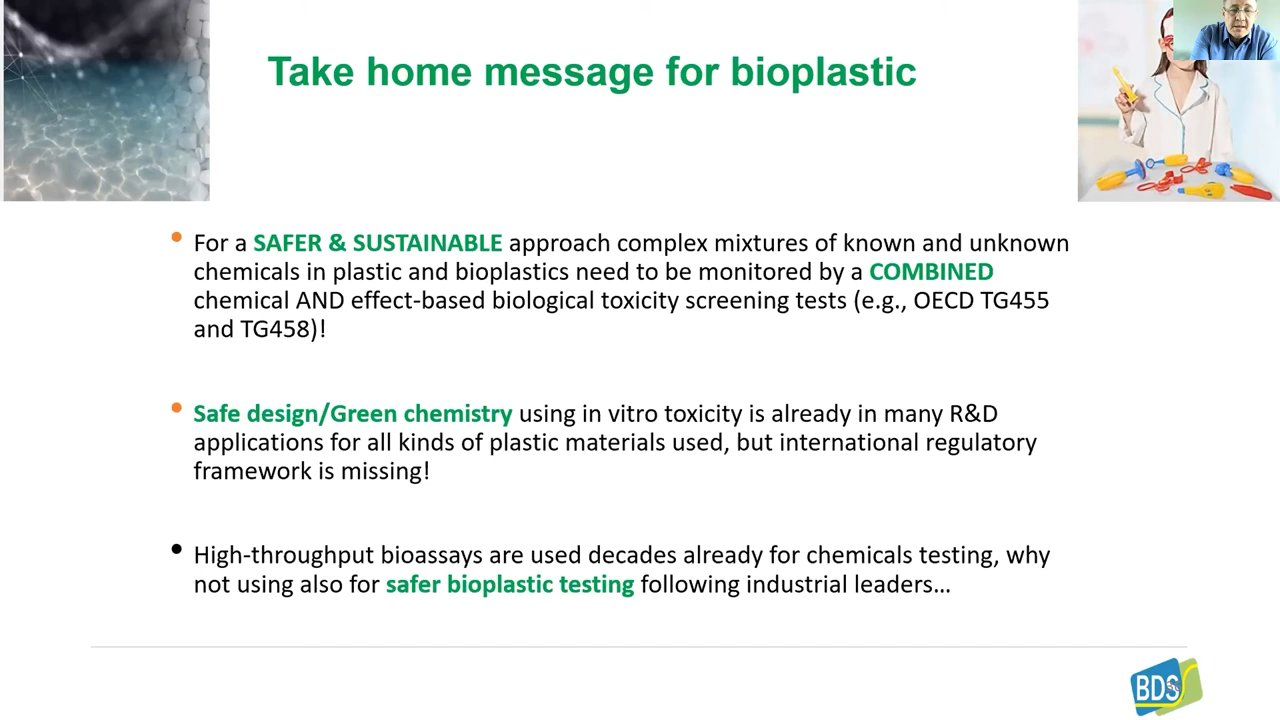 Take home message for bioplastic
• For a SAFER & SUSTAINABLE approach complex mixtures of known and unknown
chemicals in plastic and bioplastics need to be monitored by a COMBINED
chemical AND effect-based biological toxicity screening tests (e.g., OECD TG455
and TG458)!
• Safe design/Green chemistry using in vitro toxicity is already in many R&D
applications for all kinds of plastic materials used, but international regulatory
framework is missing!
• High-throughput bioassays are used decades already for chemicals testing, why
not using also for safer bioplastic testing following industrial leaders…
BDS